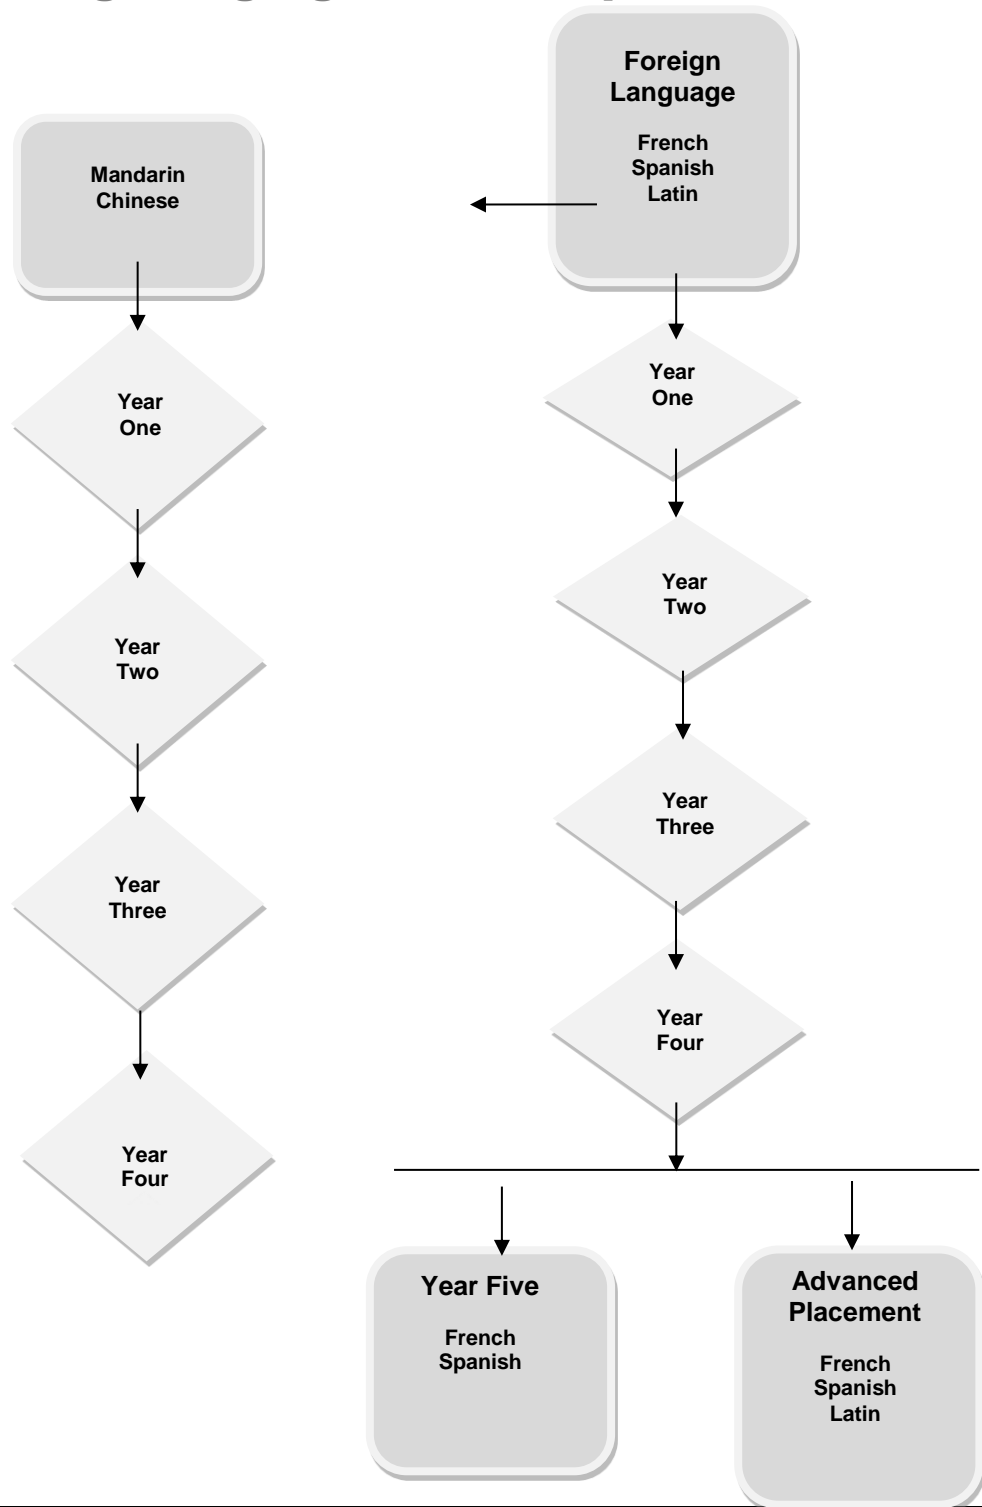 Foreign
Language
French
Spanish
Latin
Mandarin
Chinese
Year
One
Year
Two
Year
Three
Year
Four
Year
One
Year
Two
Year
Three
Year
Four
Year Five
French
Spanish
Advanced
Placement
French
Spanish
Latin